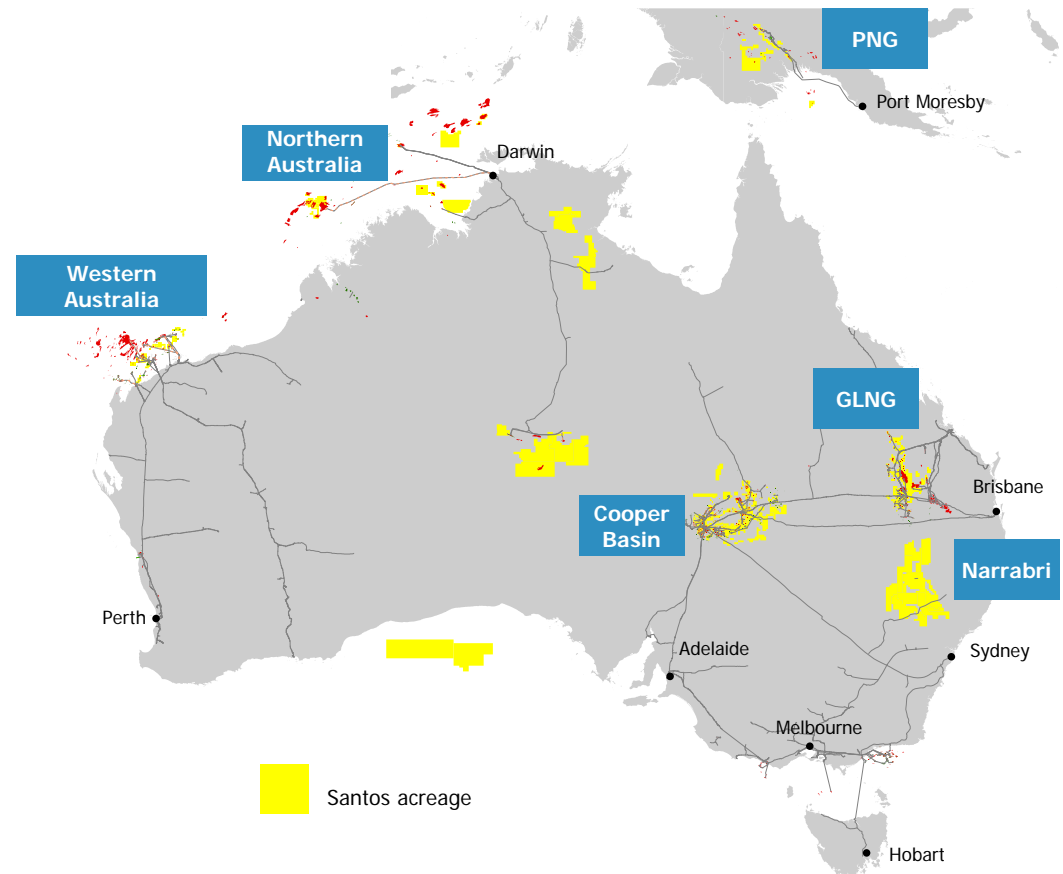 PNG
Port Moresby
Northern
Australia
Darwin
Western
Australia
GLNG
Brisbane
Cooper
Basin
Narrabri
Perth
Adelaide
Sydney
Melbourne
Santos acreage
Hobart